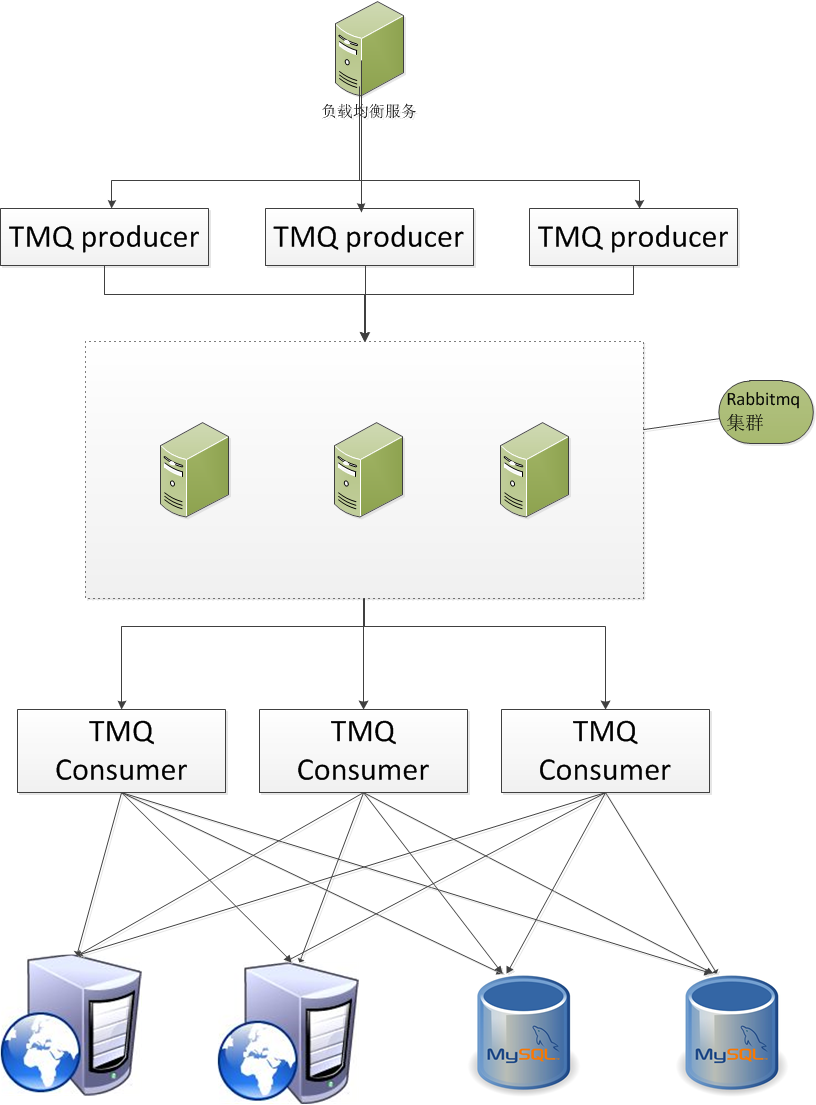 负载均衡服务
TMQ producer
TMQ producer
TMQ producer
Rabbitmq
集群
TMQ
Consumer
TMQ
Consumer
TMQ
Consumer
MySQL
MySQL